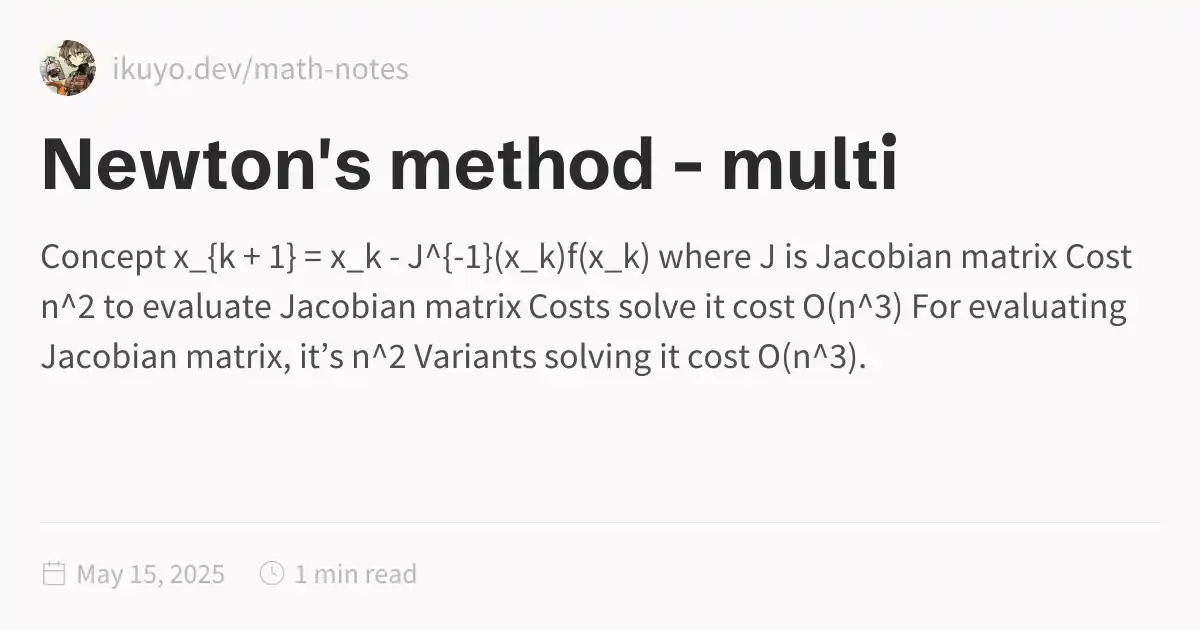 ikuyo.dev/math-notes
Newton's method - multi
Concept x_{k + 1} = x_k - J^{-1}(x_k)f(x_k) where J is Jacobian matrix Cost
n^2 to evaluate Jacobian matrix Costs solve it cost O(n^3) For evaluating
Jacobian matrix, it’s n^2 Variants solving it cost O(n^3).
May 15, 2025 1 min read